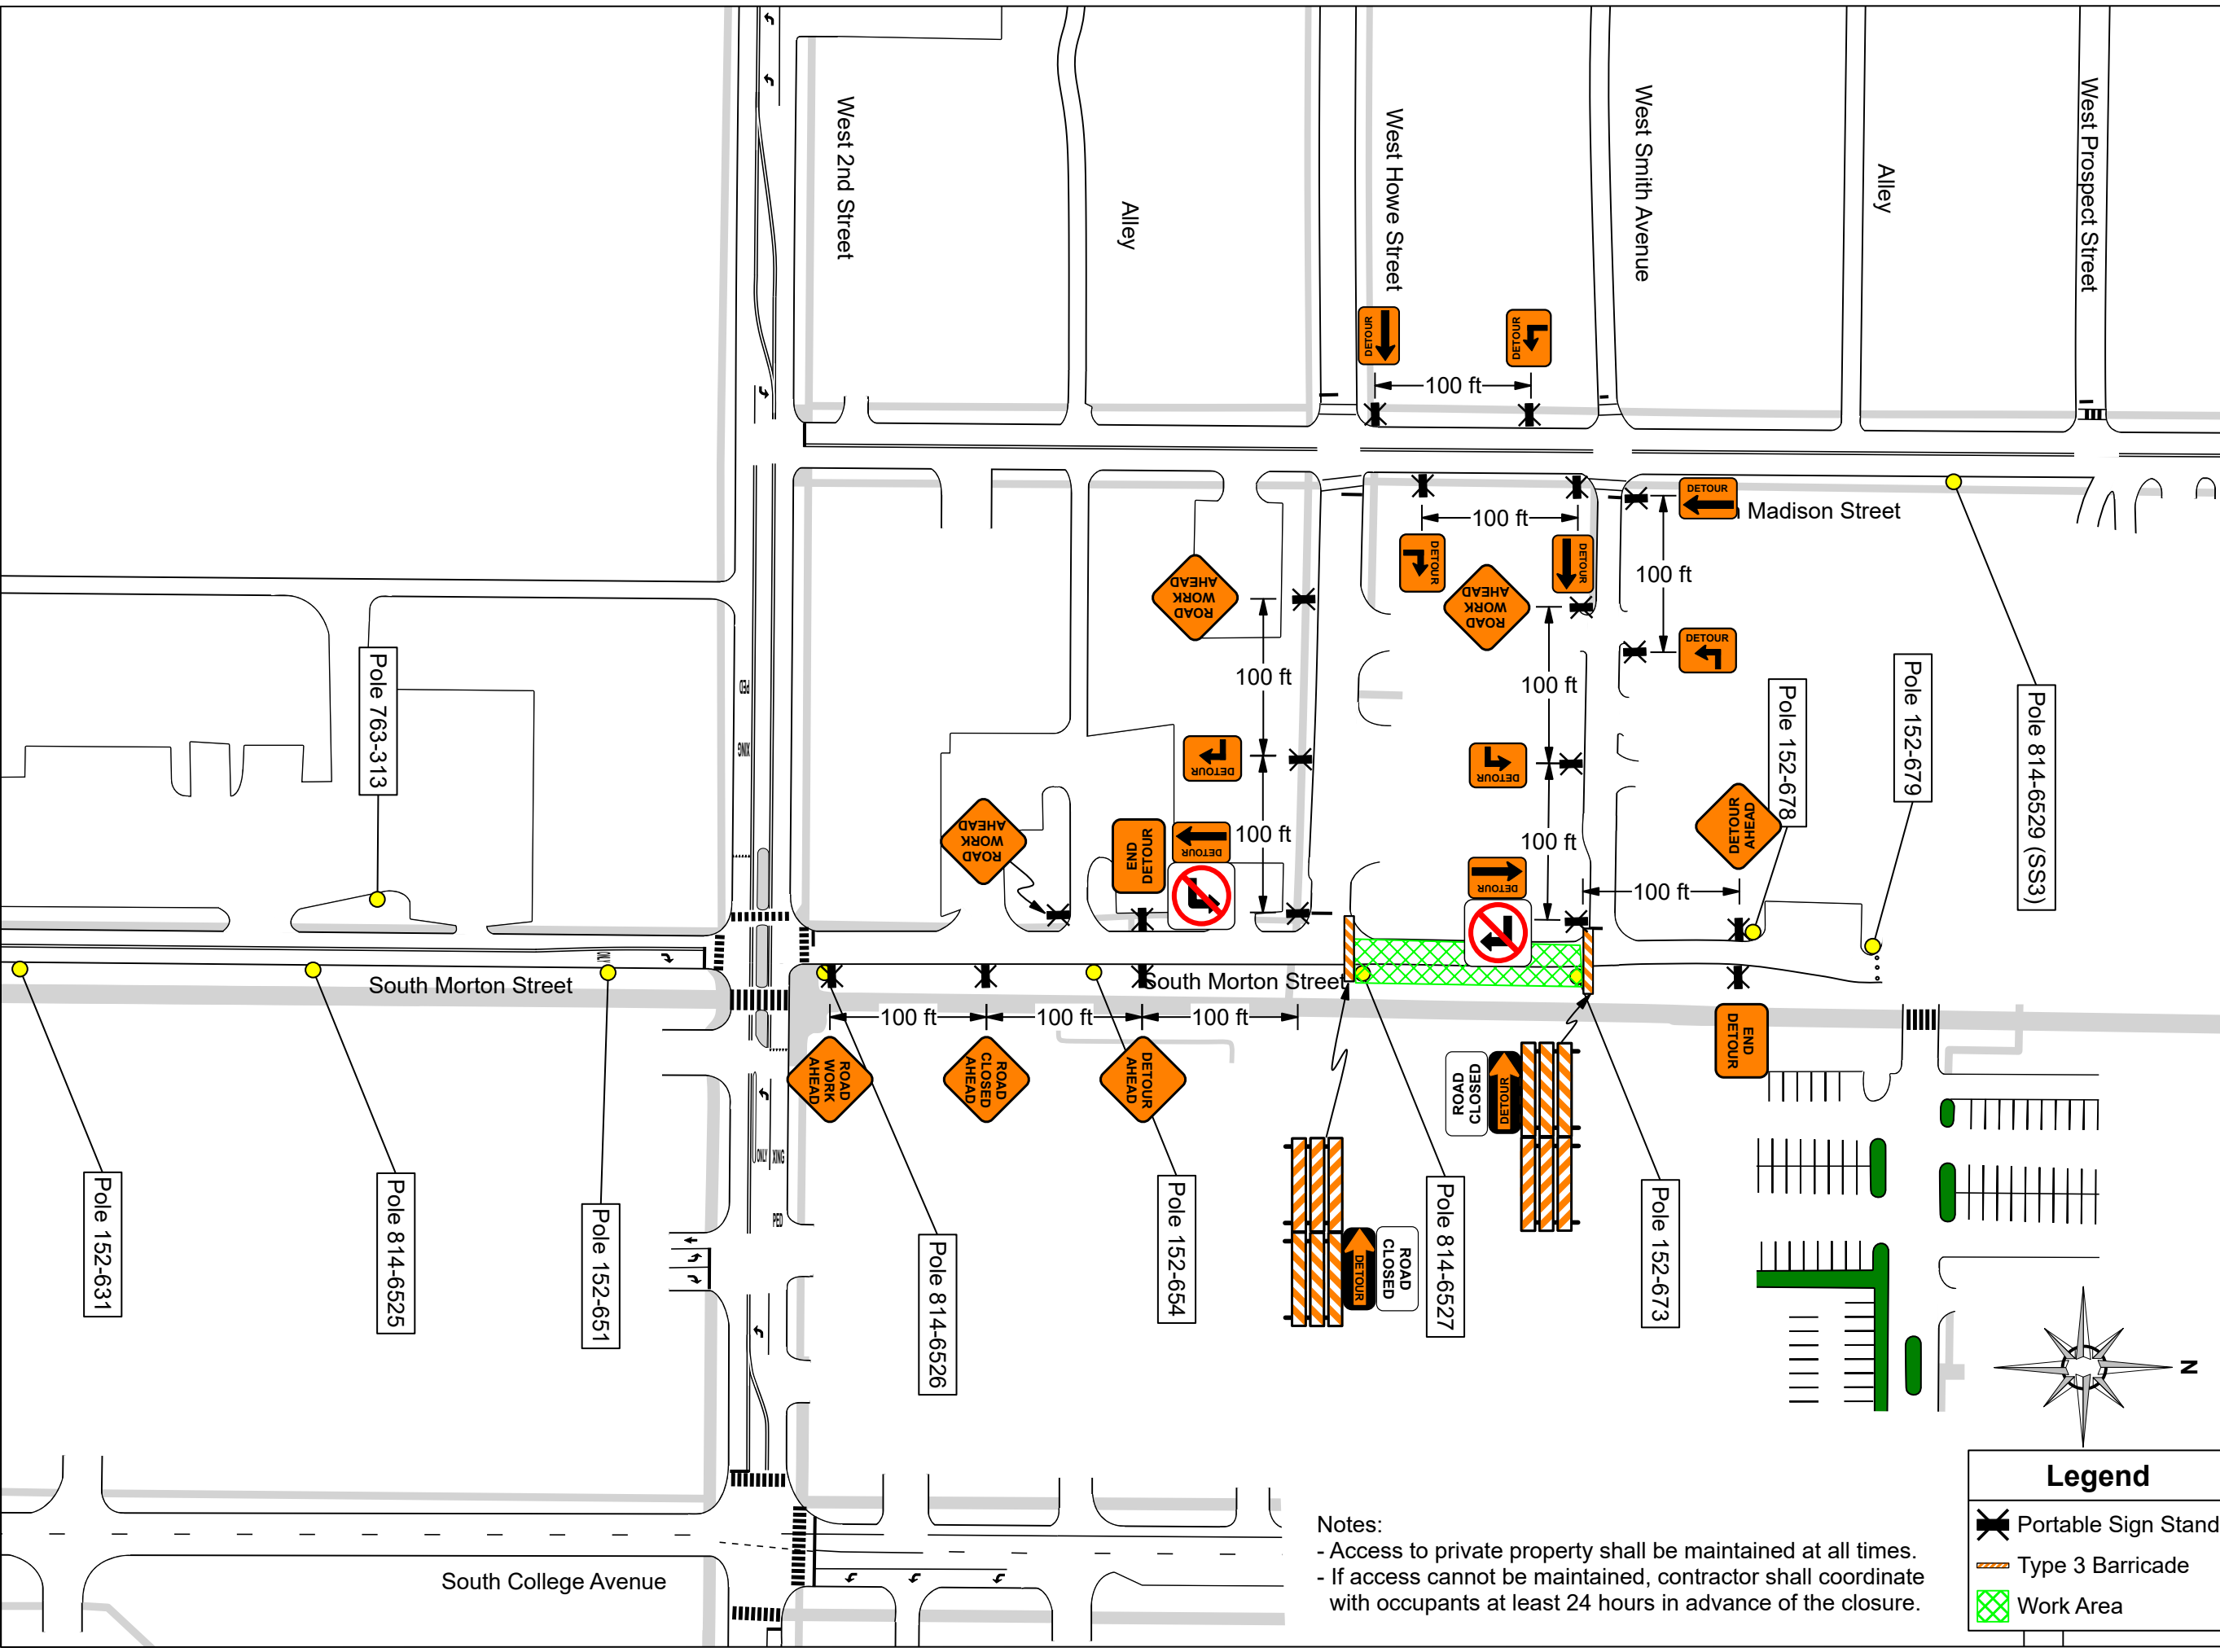 West 2nd Street
Alley
West Howe Street
West Smith Avenue
Alley
West Prospect Street
DETOUR
DETOUR
100 ft
DETOUR
Madison Street
100 ft
100 ft
DETOUR
DETOUR
ROAD
WORK
AHEAD
ROAD
WORK
AHEAD
DETOUR
100 ft
100 ft
Pole 763-313
PED
XING
DETOUR
DETOUR
Pole 152-678
Pole 152-679
Pole 814-6529 (SS3)
ROAD
WORK
AHEAD
END
DETOUR
DETOUR
100 ft
100 ft
DETOUR
DETOUR
AHEAD
100 ft
ONLY
South Morton Street
South Morton Street
100 ft
100 ft
100 ft
END
DETOUR
ROAD
WORK
AHEAD
ROAD
CLOSED
AHEAD
DETOUR
AHEAD
ROAD
CLOSED
DETOUR
ONLY
XING
PED
Pole 152-631
Pole 814-6525
Pole 152-651
Pole 814-6526
Pole 152-654
DETOUR
ROAD
CLOSED
Pole 814-6527
Pole 152-673
N
South College Avenue
Notes:
- Access to private property shall be maintained at all times.
- If access cannot be maintained, contractor shall coordinate
with occupants at least 24 hours in advance of the closure.
Legend
Portable Sign Stand
Type 3 Barricade
Work Area